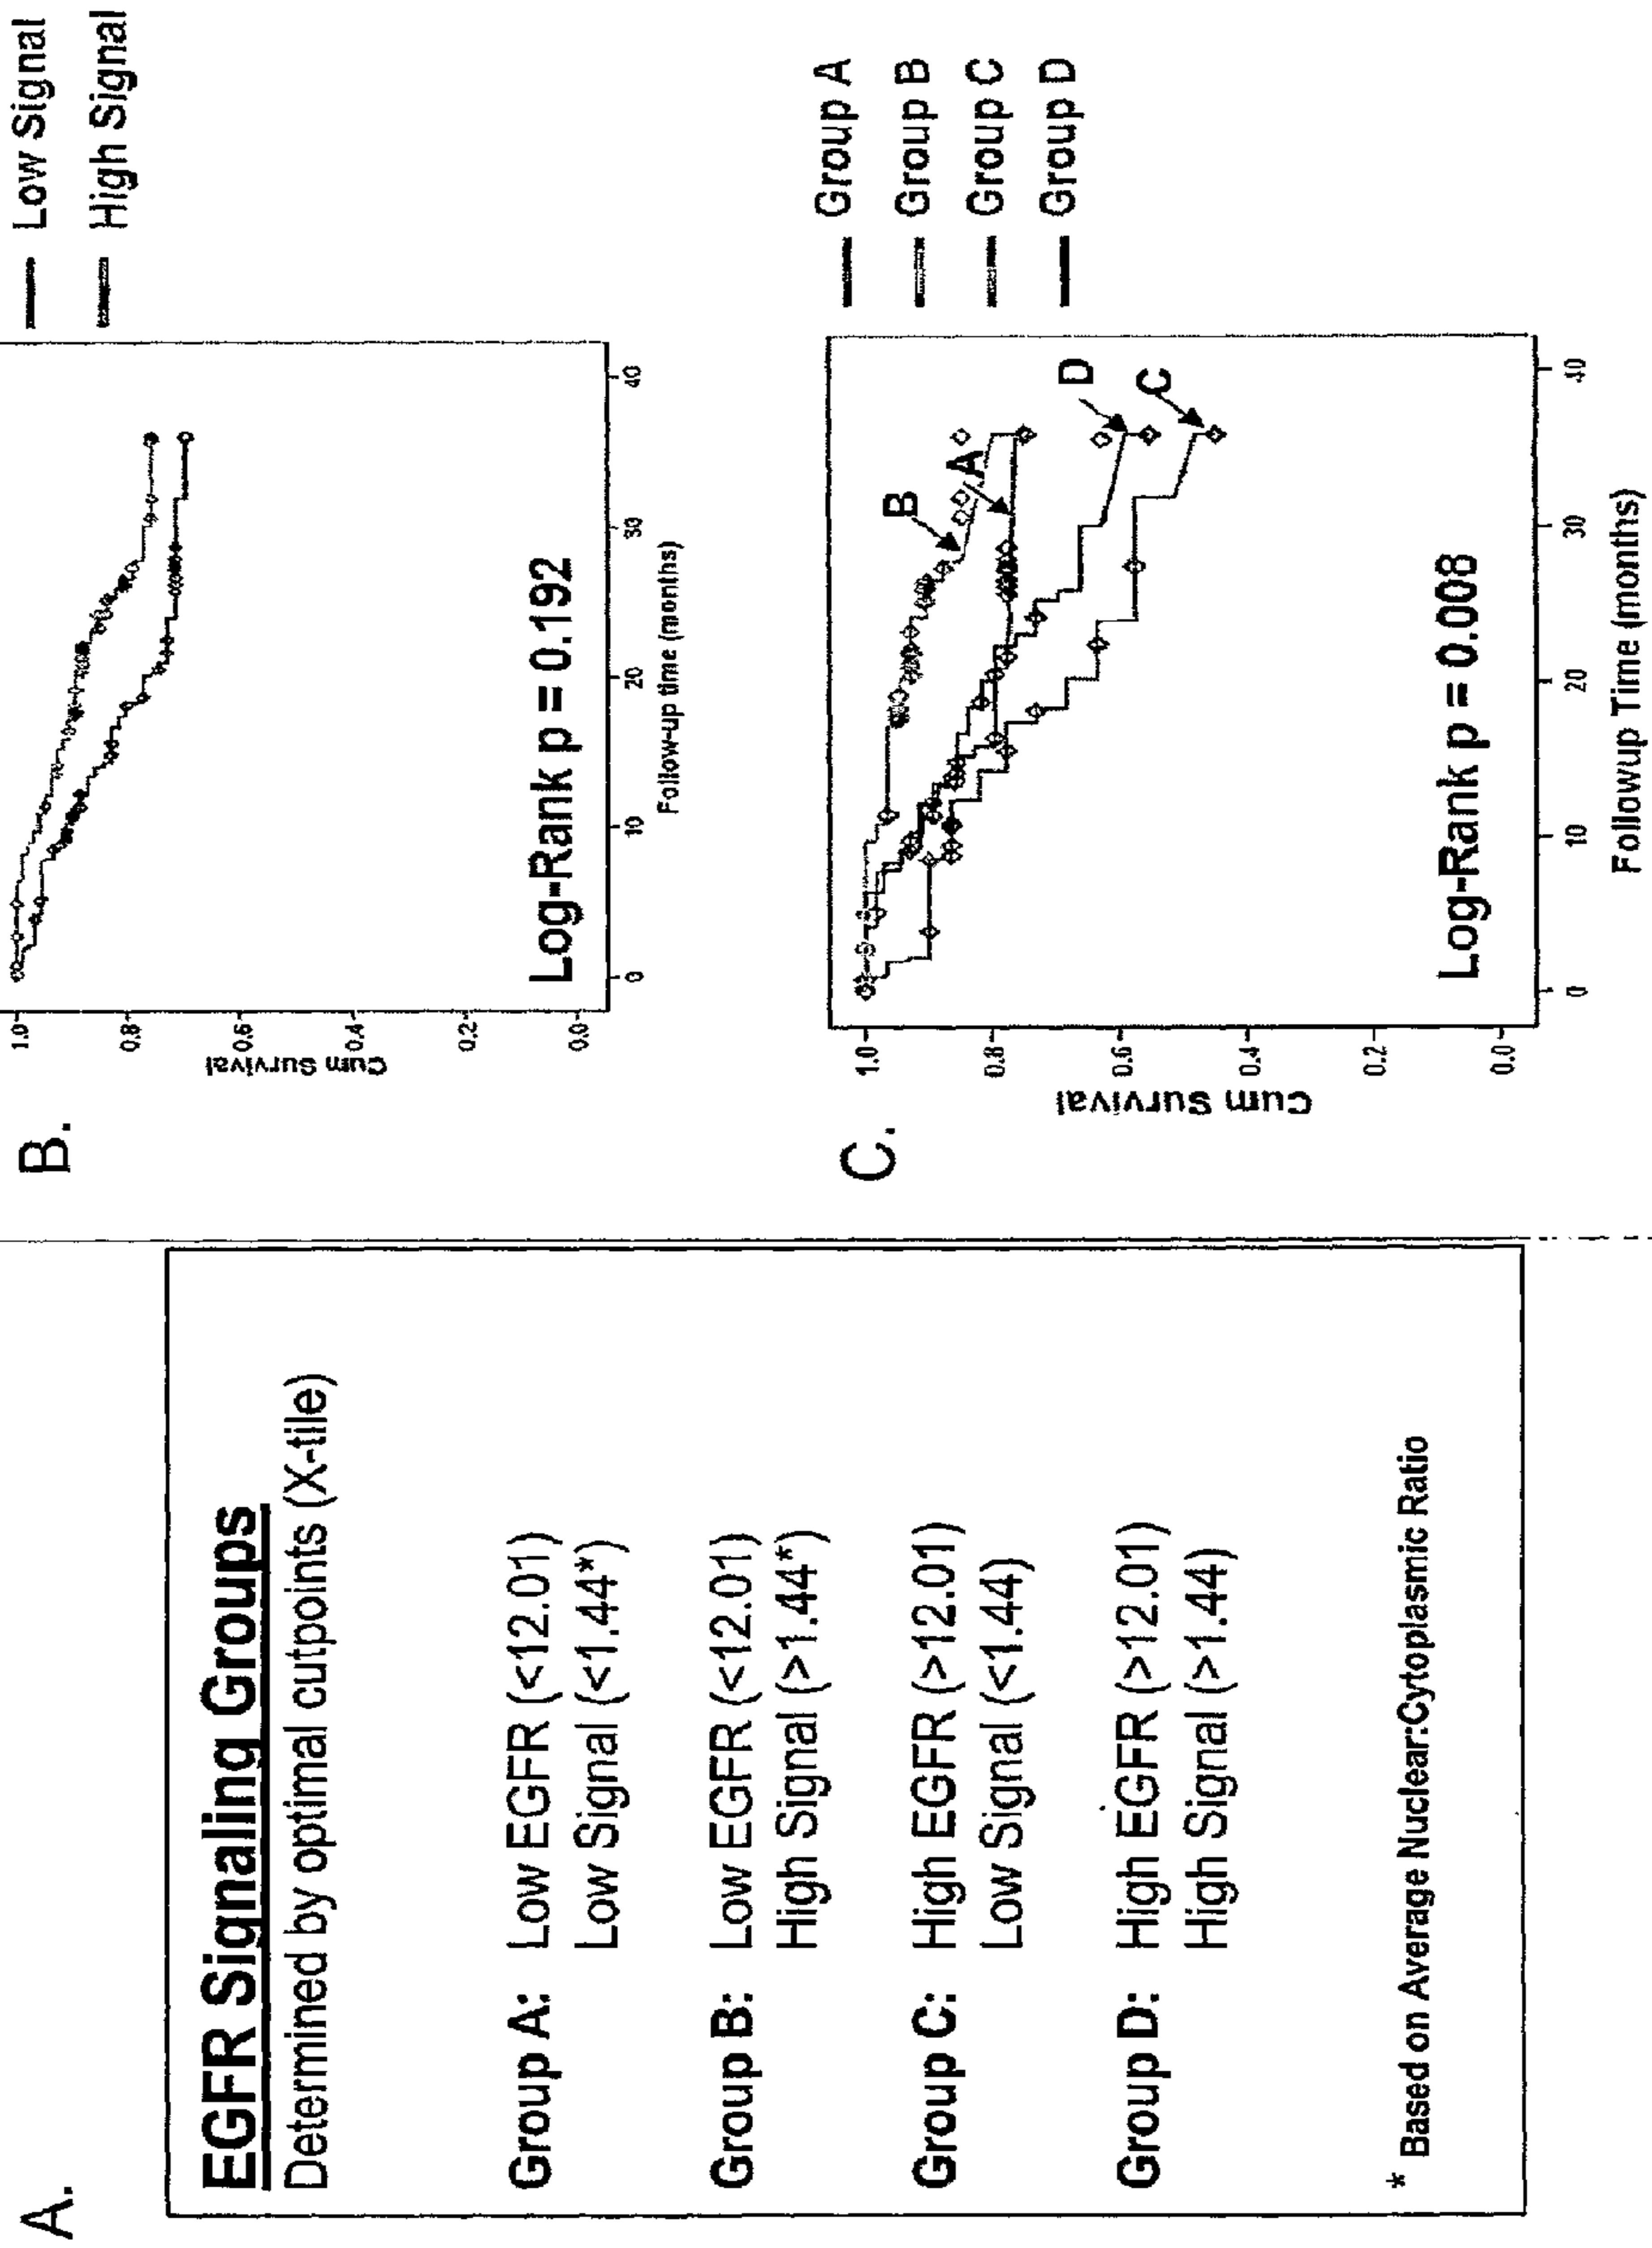 A.
EGFR Signaling Groups
Determined by optimal cutpoints (X-tile)
Group A: Low EGFR (<12.01)
Low Signal (<1.44*)
Group B: Low EGFR (<12.01)
High Signal (>1.44*)
Group C: High EGFR (>12.01)
Low Signal (<1.44)
Group D: High EGFR (>12.01)
High Signal (>1.44)
* Based on Average Nuclear:Cytoplasmic Ratio
B.
Low Signal
High Signal
1.0
0.8
0.6
0.4
0.2
0.0
Cum Survival
Log-Rank p = 0.192
0 10 20 30 40
Follow-up time (months)
C.
Group A
Group B
Group C
Group D
1.0
0.8
0.6
0.4
0.2
0.0
Cum Survival
B
A
D
C
Log-Rank p = 0.008
0 10 20 30 40
Followup Time (months)